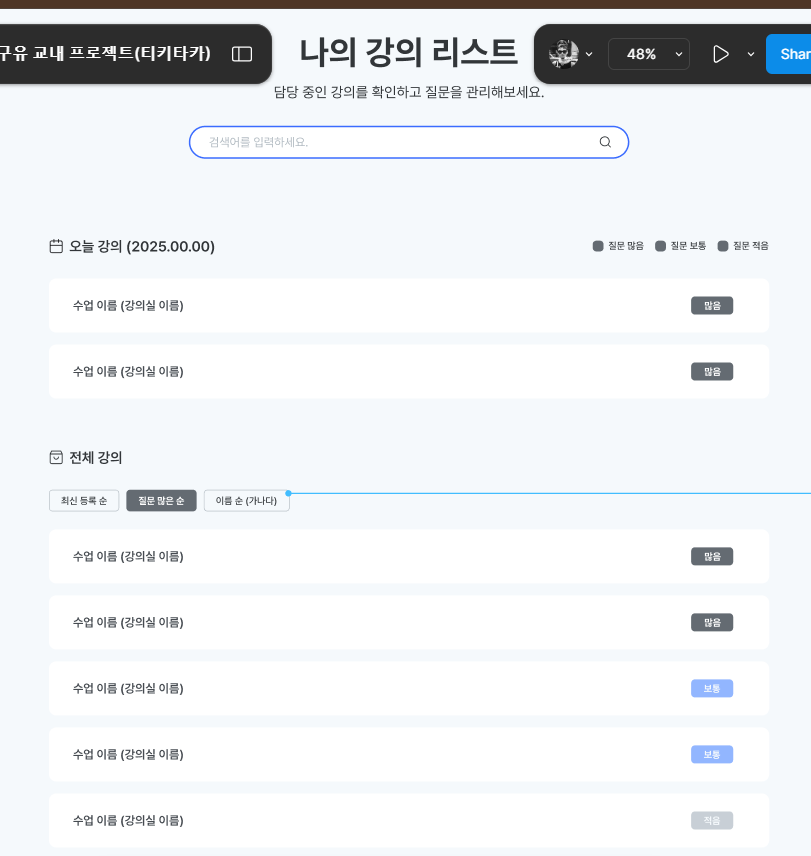 구유 교내 프로젝트(티키타카)
나의 강의 리스트
48%
담당 중인 강의를 확인하고 질문을 관리해보세요.
검색어를 입력하세요.
오늘 강의 (2025.00.00)
질문 많음
질문 보통
질문 적음
수업 이름 (강의실 이름)
많음
수업 이름 (강의실 이름)
많음
전체 강의
최신 등록 순
질문 많은 순
이름 순 (가나다)
수업 이름 (강의실 이름)
많음
수업 이름 (강의실 이름)
많음
수업 이름 (강의실 이름)
보통
수업 이름 (강의실 이름)
보통
수업 이름 (강의실 이름)
적음